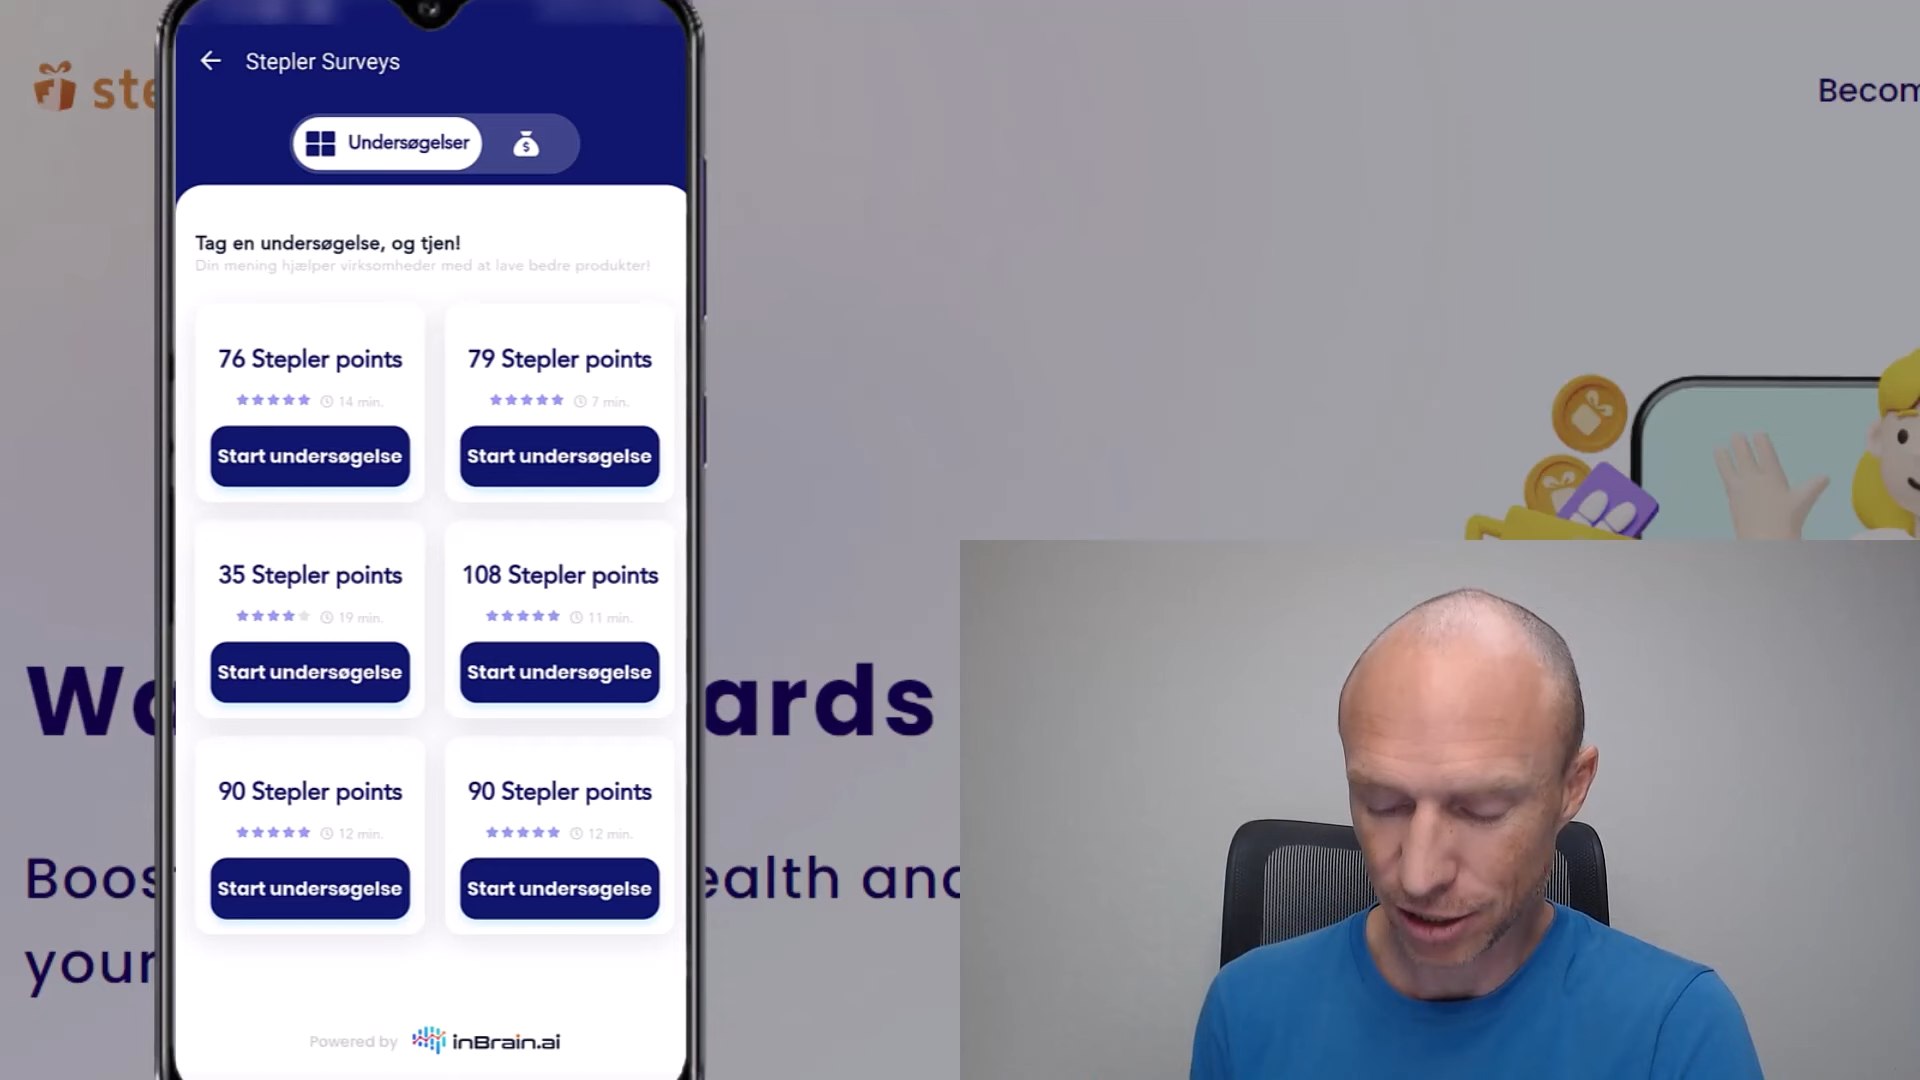 Stepler Surveys
ste
Becom
Undersøgelser
Tag en undersøgelse, og tjen!
Din mening hjælper virksomheder med at lave bedre produkter!
76 Stepler points
14 min.
Start undersøgelse
79 Stepler points
7 min.
Start undersøgelse
35 Stepler points
19 min.
Start undersøgelse
108 Stepler points
11 min.
Start undersøgelse
90 Stepler points
12 min.
Start undersøgelse
90 Stepler points
12 min.
Start undersøgelse
Powered by inBrain.ai
Wa ards
Boos ealth and
your